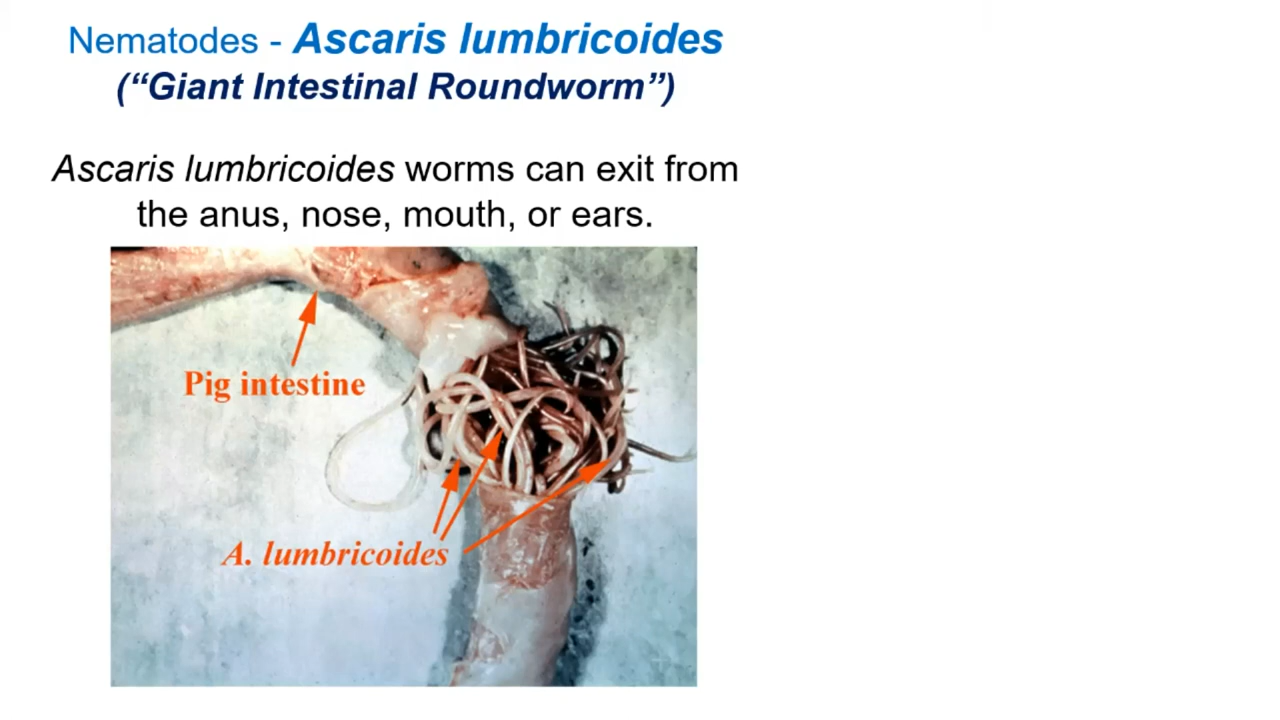 Nematodes - Ascaris lumbricoides
(“Giant Intestinal Roundworm”)
Ascaris lumbricoides worms can exit from
the anus, nose, mouth, or ears.
Pig intestine
A. lumbricoides